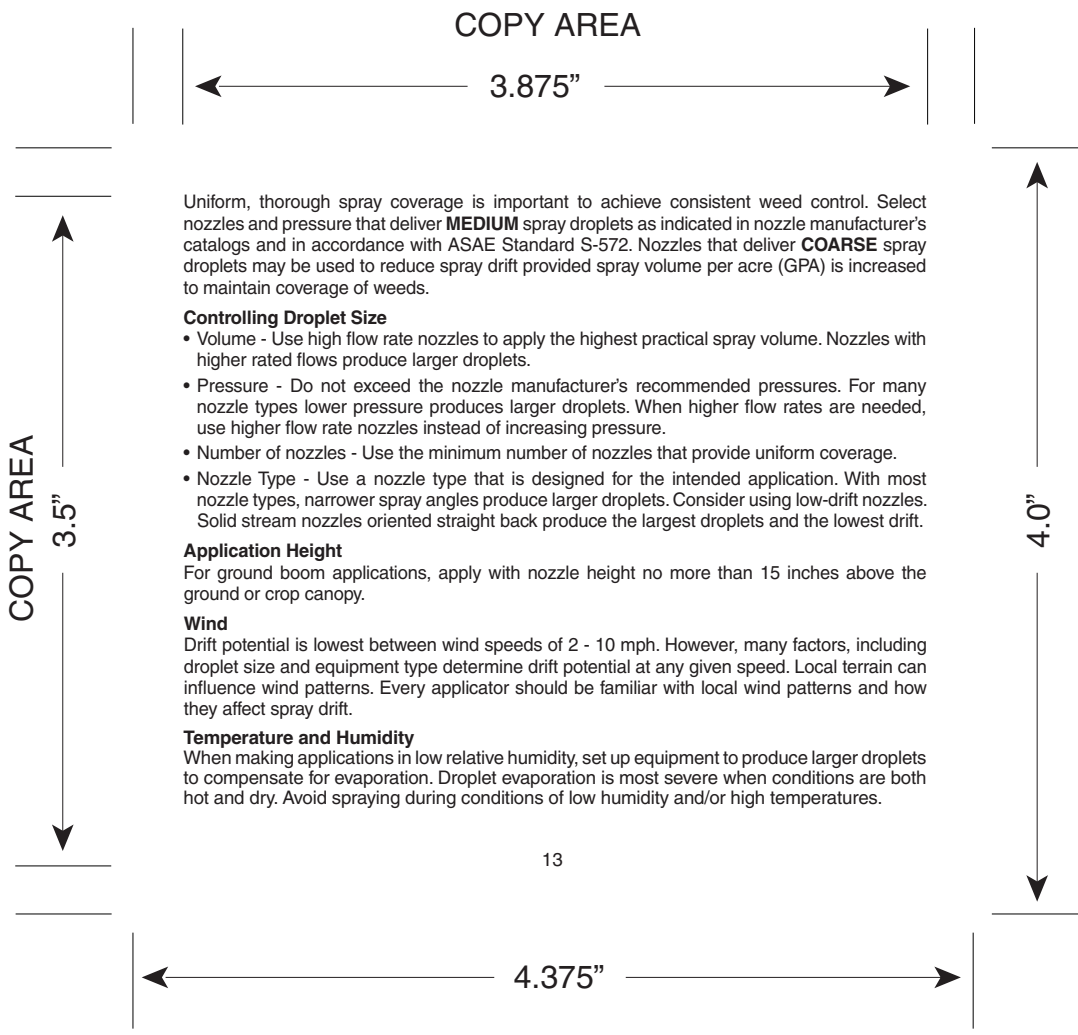 COPY AREA
3.875”
Uniform, thorough spray coverage is important to achieve consistent weed control. Select
nozzles and pressure that deliver MEDIUM spray droplets as indicated in nozzle manufacturer’s
catalogs and in accordance with ASAE Standard S-572. Nozzles that deliver COARSE spray
droplets may be used to reduce spray drift provided spray volume per acre (GPA) is increased
to maintain coverage of weeds.
Controlling Droplet Size
• Volume - Use high flow rate nozzles to apply the highest practical spray volume. Nozzles with
higher rated flows produce larger droplets.
• Pressure - Do not exceed the nozzle manufacturer’s recommended pressures. For many
nozzle types lower pressure produces larger droplets. When higher flow rates are needed,
use higher flow rate nozzles instead of increasing pressure.
• Number of nozzles - Use the minimum number of nozzles that provide uniform coverage.
• Nozzle Type - Use a nozzle type that is designed for the intended application. With most
nozzle types, narrower spray angles produce larger droplets. Consider using low-drift nozzles.
Solid stream nozzles oriented straight back produce the largest droplets and the lowest drift.
Application Height
For ground boom applications, apply with nozzle height no more than 15 inches above the
ground or crop canopy.
Wind
Drift potential is lowest between wind speeds of 2 - 10 mph. However, many factors, including
droplet size and equipment type determine drift potential at any given speed. Local terrain can
influence wind patterns. Every applicator should be familiar with local wind patterns and how
they affect spray drift.
Temperature and Humidity
When making applications in low relative humidity, set up equipment to produce larger droplets
to compensate for evaporation. Droplet evaporation is most severe when conditions are both
hot and dry. Avoid spraying during conditions of low humidity and/or high temperatures.
13
COPY AREA
3.5”
4.0”
4.375”